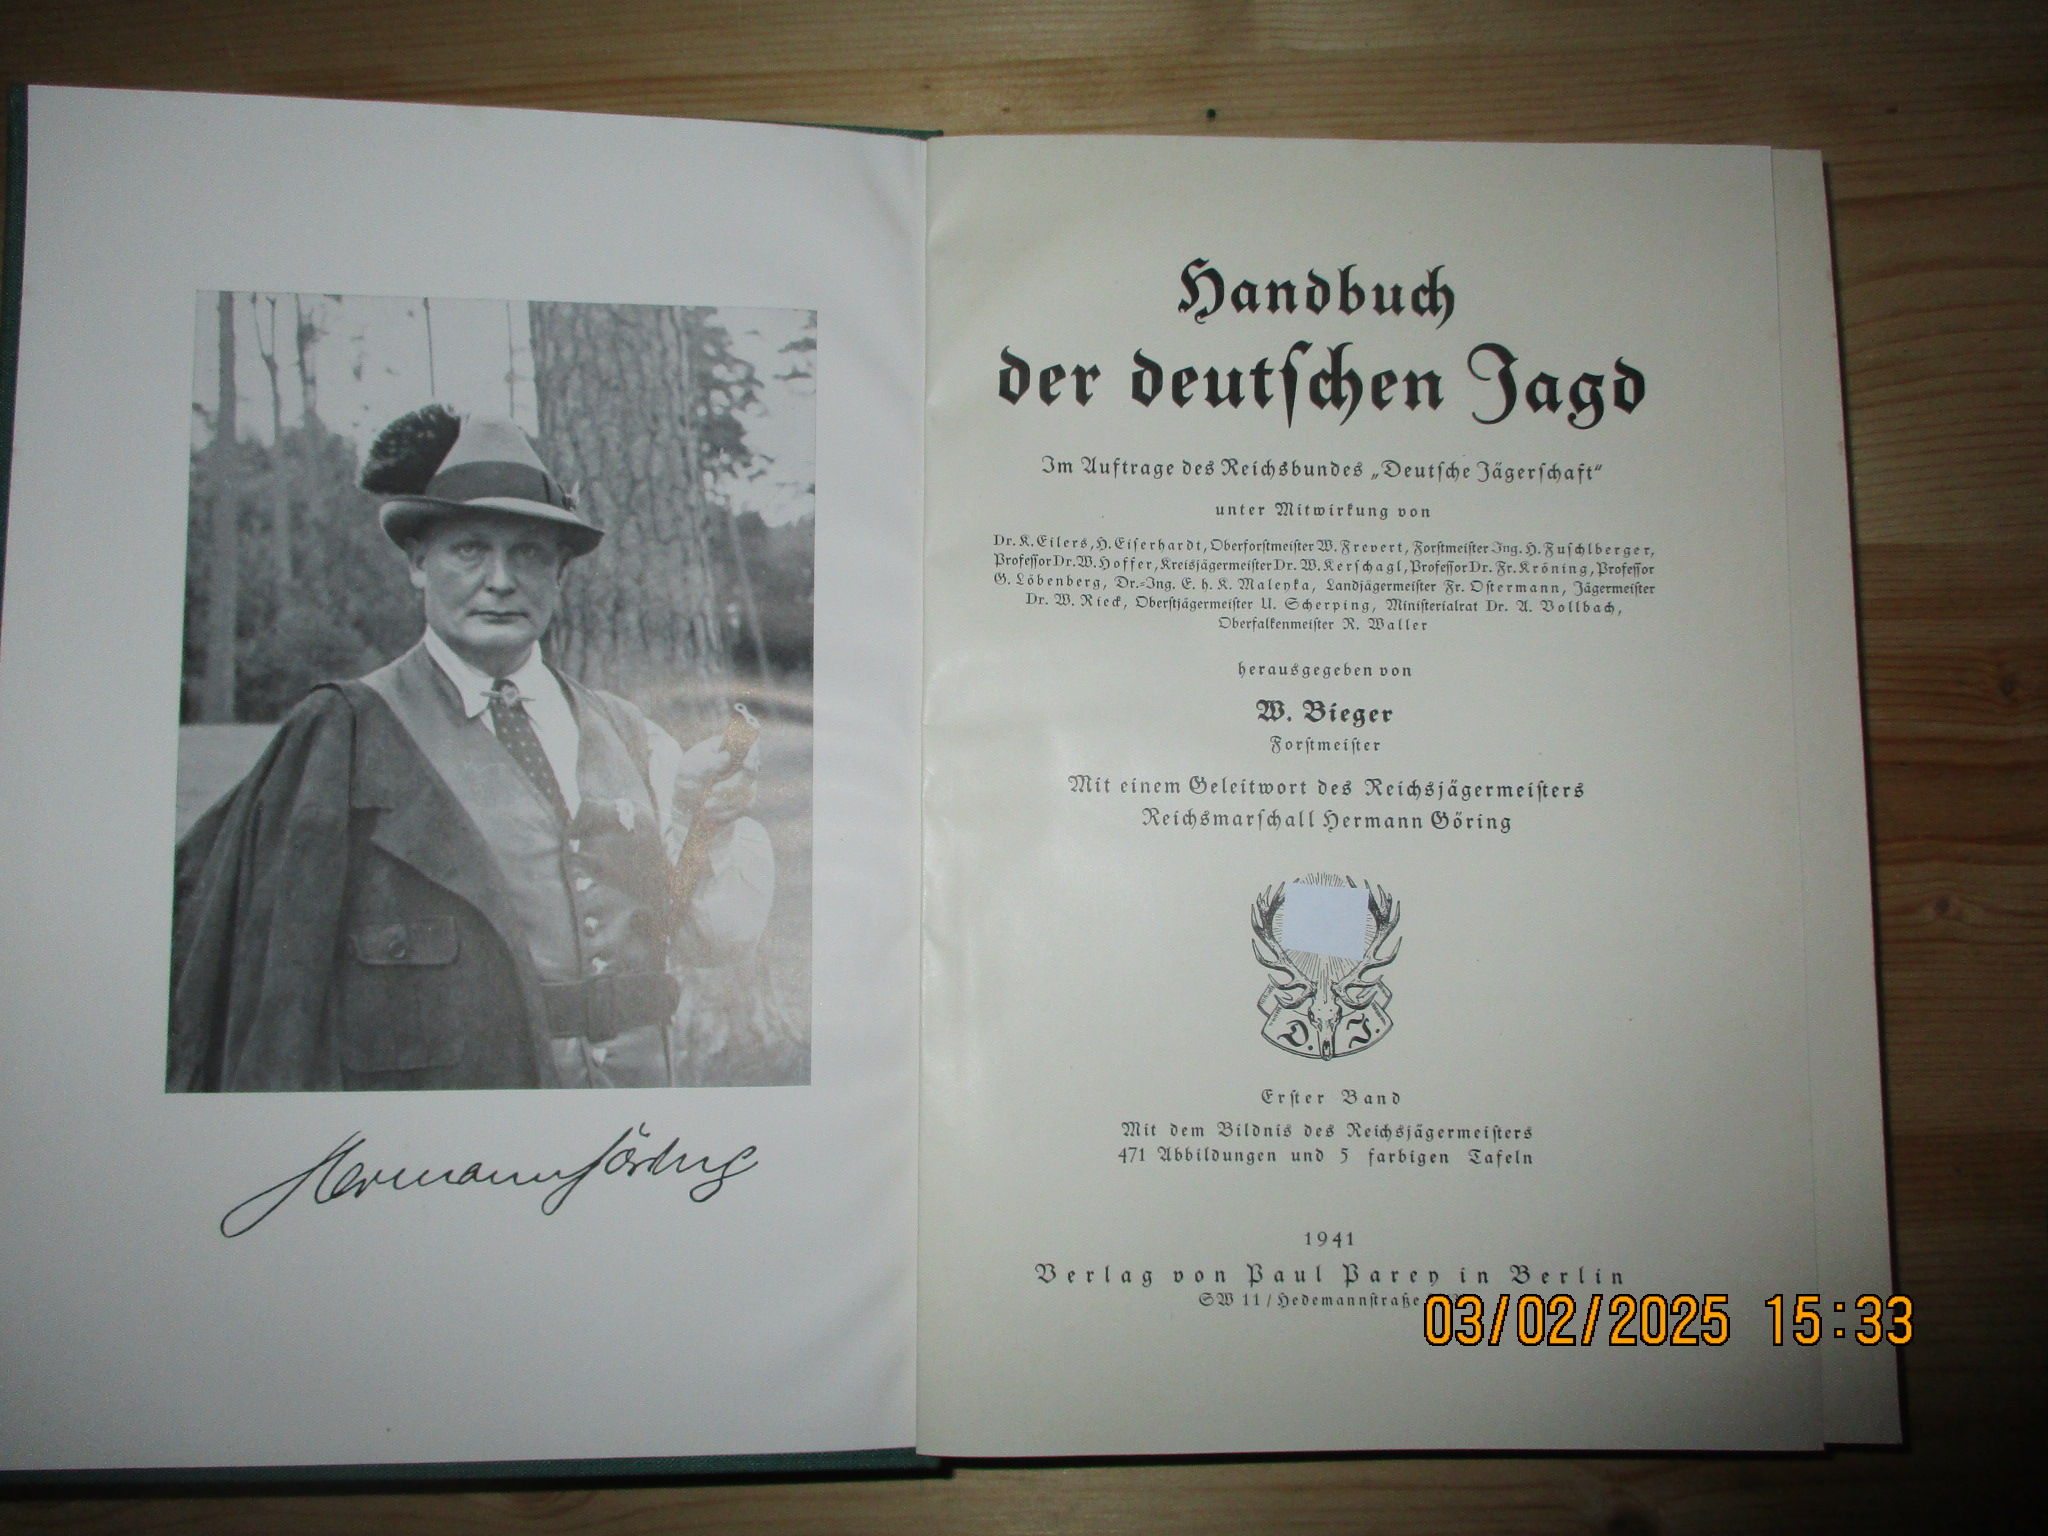 Hermann Göring
Handbuch
der deutschen Jagd
Im Auftrage des Reichsbundes „Deutsche Jägerschaft“
unter Mitwirkung von
Dr. K. Eilers, H. Eiserhardt, Oberforstmeister W. Frevert, Forstmeister Ing. H. Fuschlberger,
Professor Dr. W. Hoffer, Kreisjägermeister Dr. W. Kerschagl, Professor Dr. Fr. Kröning, Professor
G. Löbenberg, Dr.-Ing. E. h. K. Malenka, Landjägermeister Fr. Ostermann, Jägermeister
Dr. W. Rieck, Oberstjägermeister U. Scherping, Ministerialrat Dr. A. Vollbach,
Oberfalkenmeister R. Waller
herausgegeben von
W. Bieger
Forstmeister
Mit einem Geleitwort des Reichsjägermeisters
Reichsmarschall Hermann Göring
D. J.
Erster Band
Mit dem Bildnis des Reichsjägermeisters
471 Abbildungen und 5 farbigen Tafeln
1941
Verlag von Paul Parey in Berlin
SW 11 / Hedemannstraße
03/02/2025 15:33